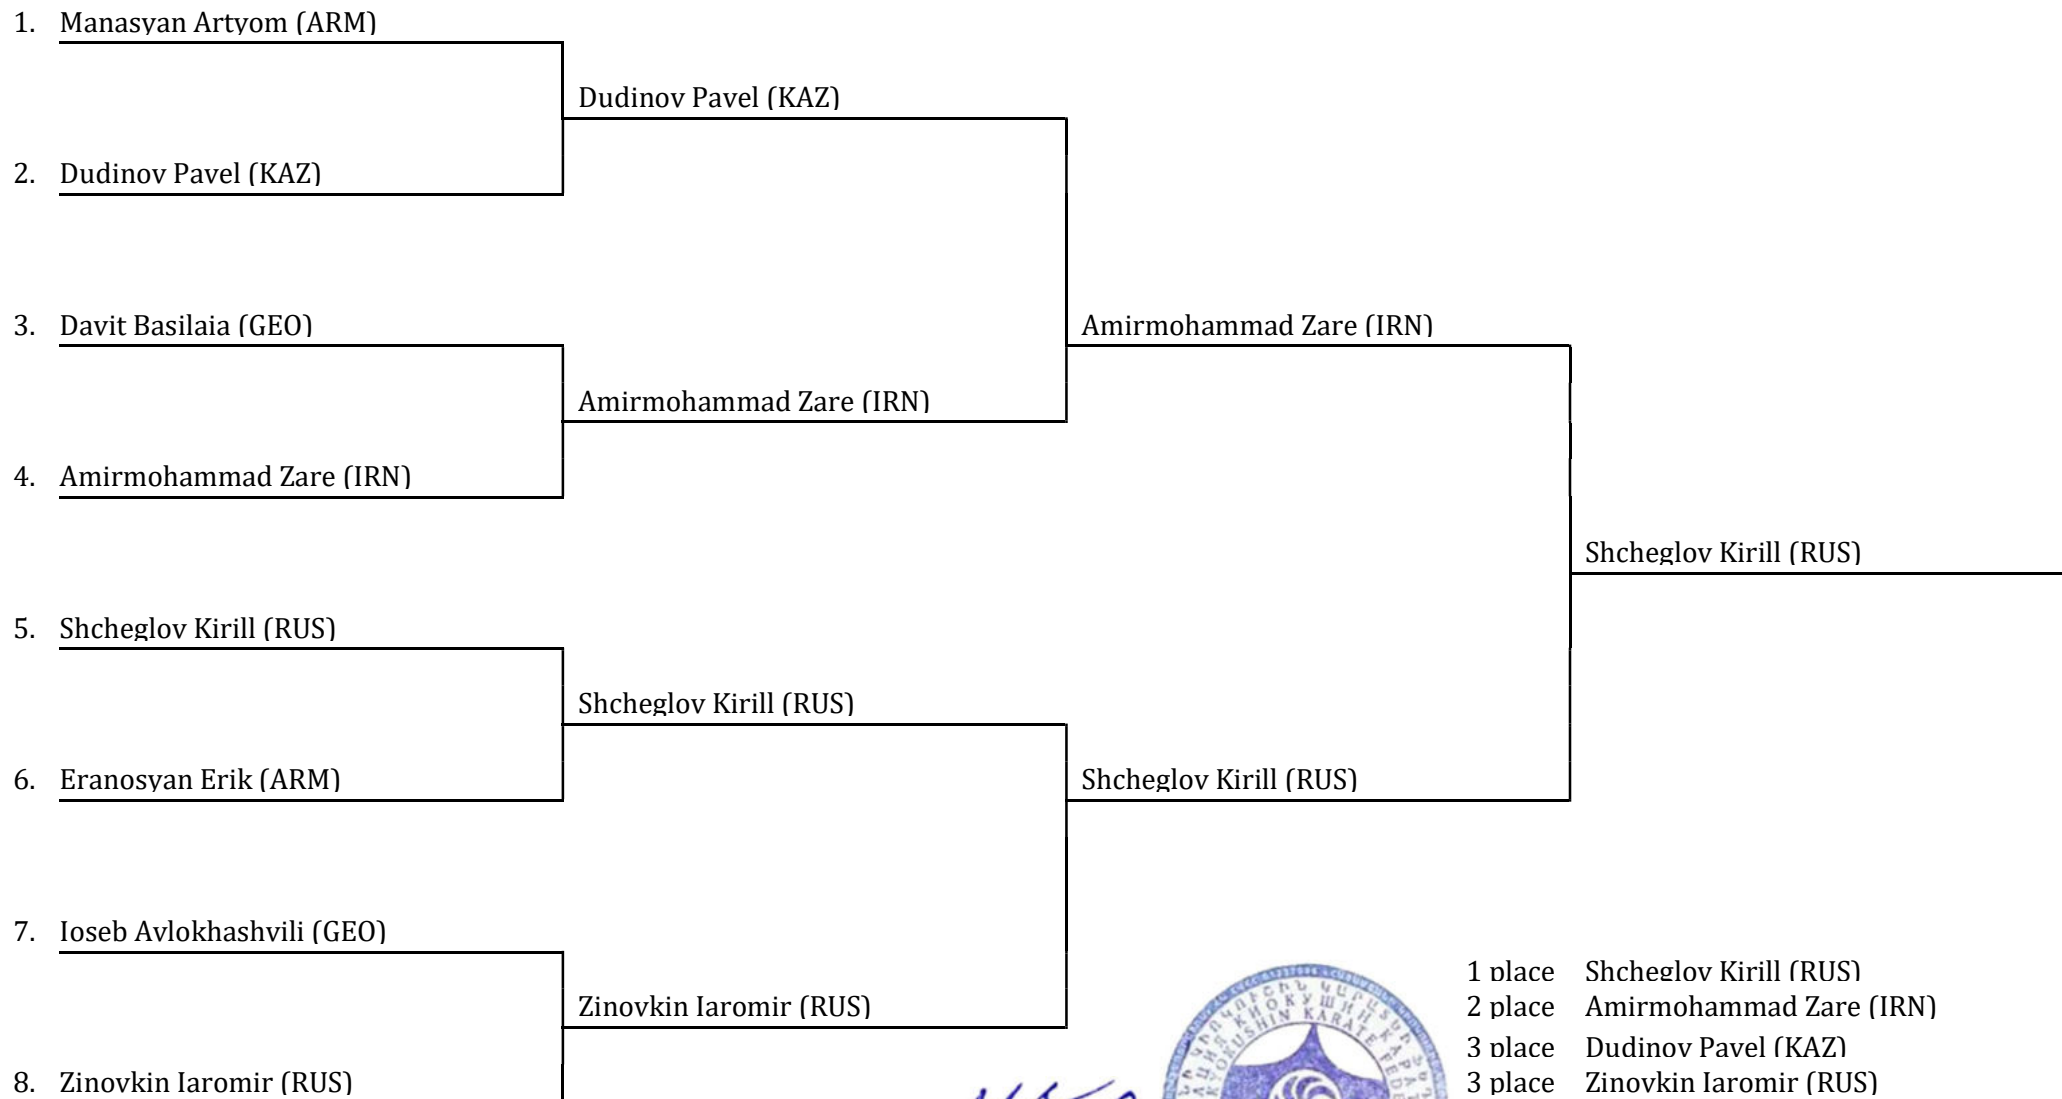 1. Manasyan Artyom (ARM)
Dudinov Pavel (KAZ)
2. Dudinov Pavel (KAZ)
3. Davit Basilaia (GEO)
Amirmohammad Zare (IRN)
Amirmohammad Zare (IRN)
4. Amirmohammad Zare (IRN)
Shcheglov Kirill (RUS)
5. Shcheglov Kirill (RUS)
Shcheglov Kirill (RUS)
6. Eranosyan Erik (ARM)
Shcheglov Kirill (RUS)
7. Ioseb Avlokhashvili (GEO)
Zinovkin Iaromir (RUS)
8. Zinovkin Iaromir (RUS)
1 place Shcheglov Kirill (RUS)
2 place Amirmohammad Zare (IRN)
3 place Dudinov Pavel (KAZ)
3 place Zinovkin Iaromir (RUS)
КИОКУШИН
KYOKUSHIN KARATE